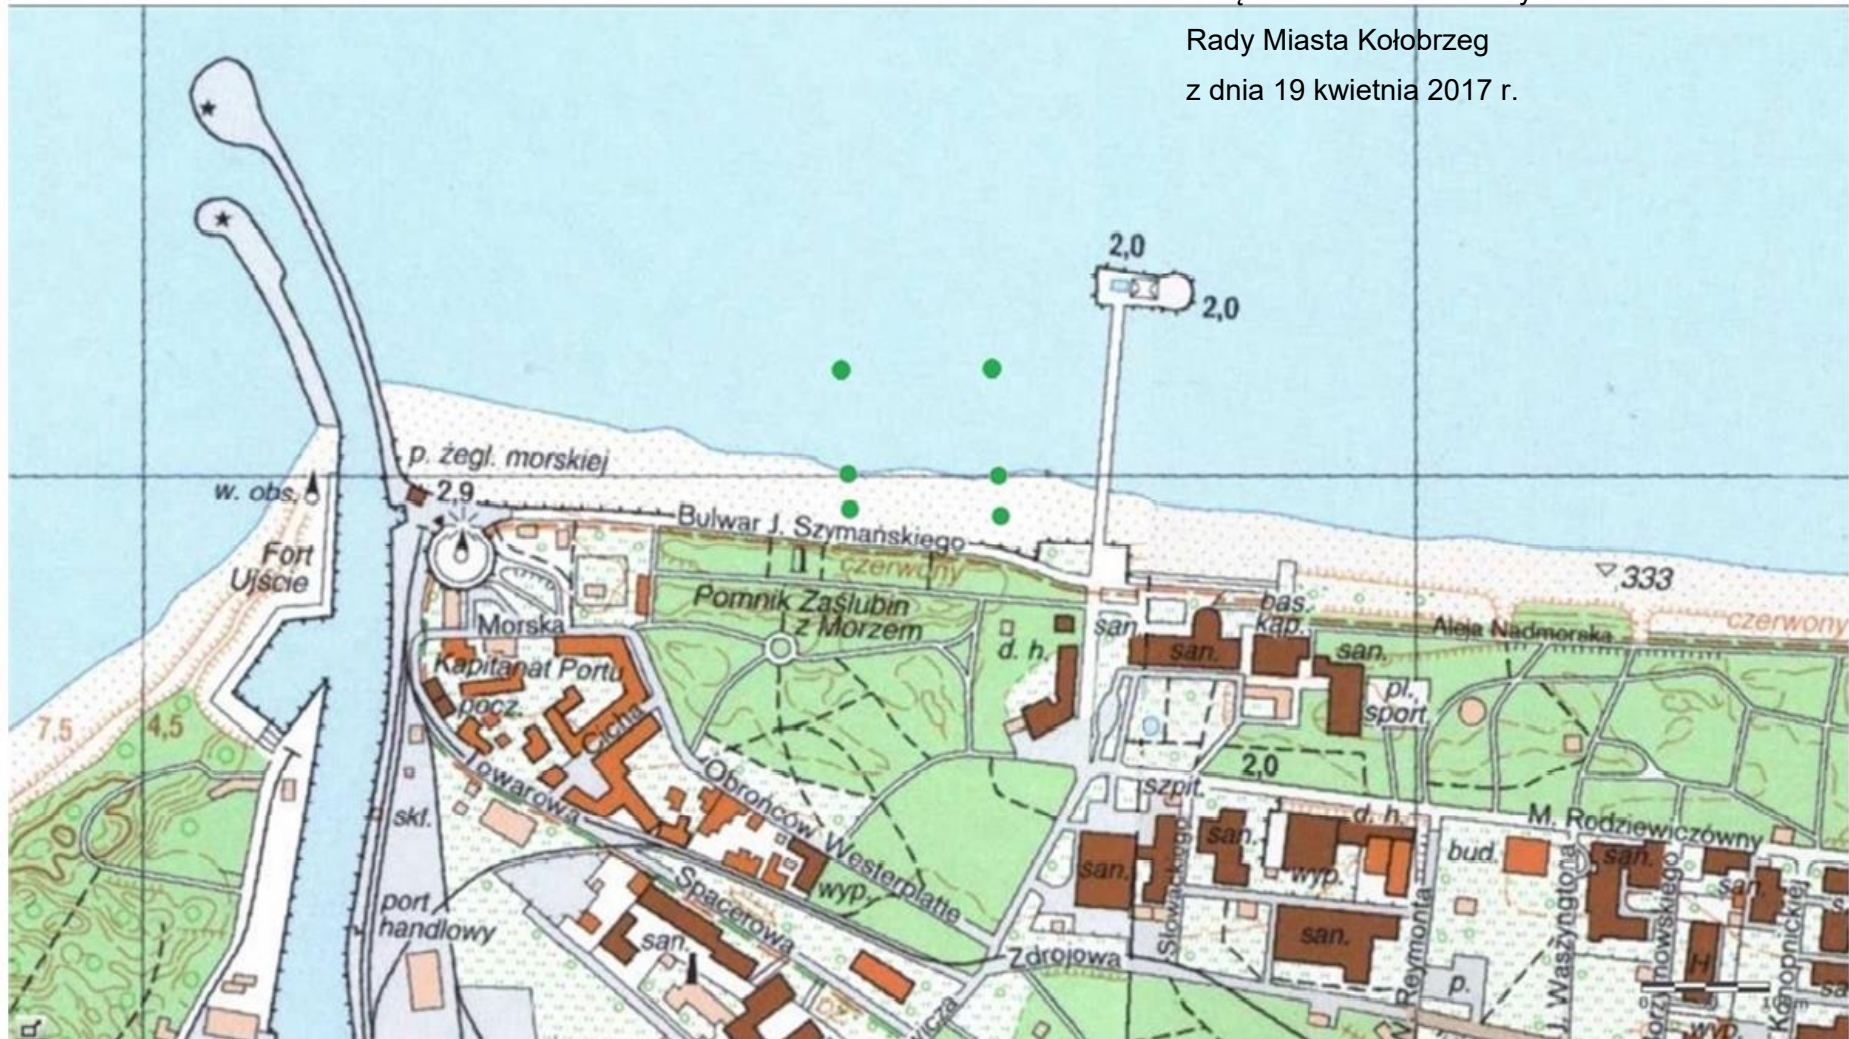 Rady Miasta Kołobrzeg
z dnia 19 kwietnia 2017 r.
2,0
2,0
p. żegl. morskiej
w. obs.
2,9
Bulwar J. Szymańskiego
Fort
Ujście
czerwony
333
Pomnik Zaślubin
z Morzem
bas.
kąp.
Morska
san.
Aleja Nadmorska
czerwony
d. h.
san.
san.
Kapitanat Portu
pocz.
pl.
sport.
7,5
4,5
Cicha
2,0
Towarowa
Obrońców Westerplatte
szpit.
skł.
d. h.
M. Rodziewiczówny
san.
bud.
san.
san.
wyp.
wyp.
san.
Spacerowa
Słowackiego
port
handlowy
san.
san.
Zdrojowa
Reymonta
J. Waszyngtona
Konopnickiej
H
p.
wicza
wyp.